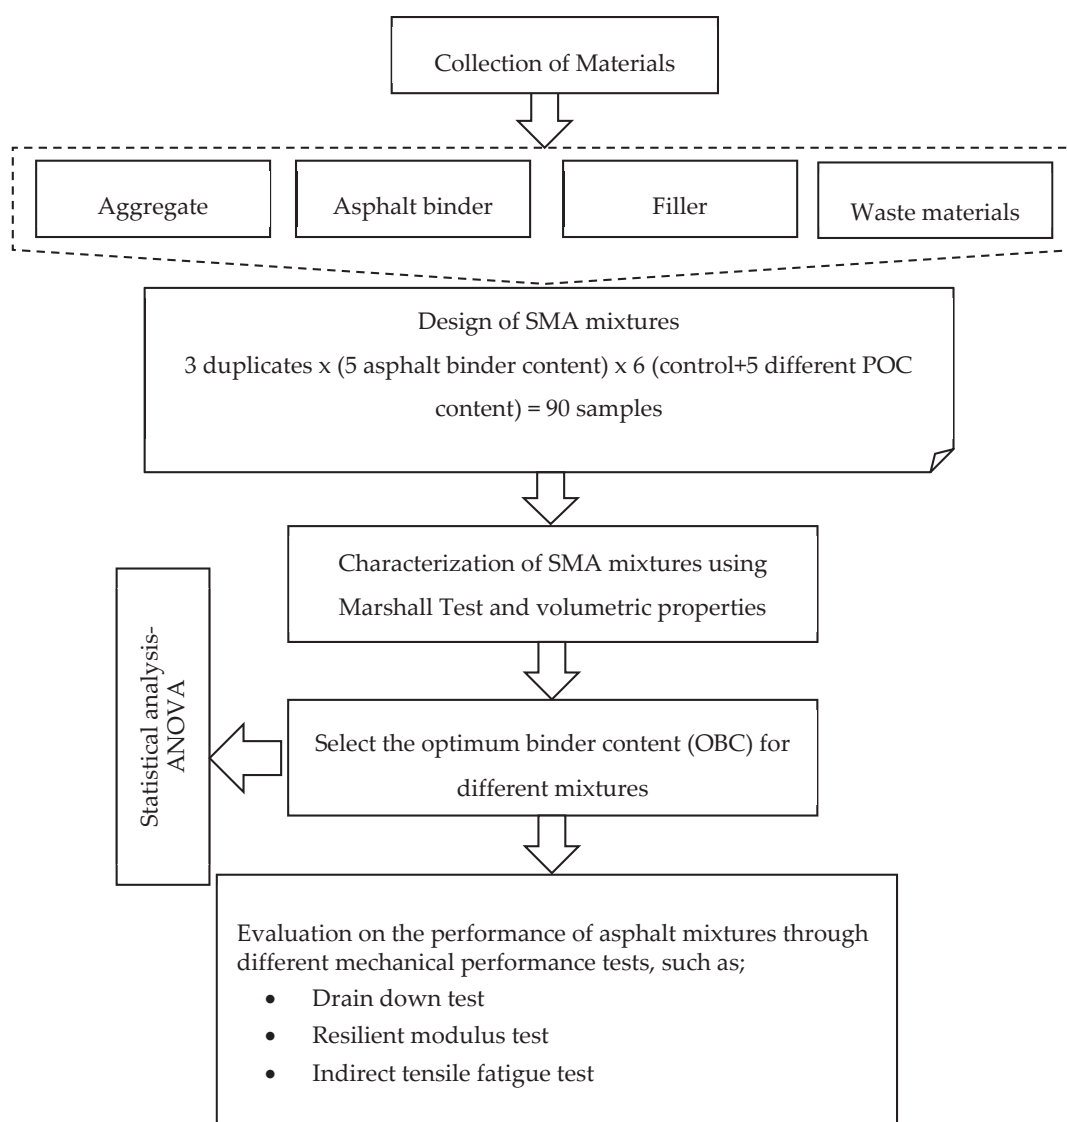 Collection of Materials
Aggregate
Asphalt binder
Filler
Waste materials
Design of SMA mixtures
3 duplicates x (5 asphalt binder content) x 6 (control+5 different POC
content) = 90 samples
Characterization of SMA mixtures using
Marshall Test and volumetric properties
Statistical analysis-
ANOVA
Select the optimum binder content (OBC) for
different mixtures
Evaluation on the performance of asphalt mixtures through
different mechanical performance tests, such as;
• Drain down test
• Resilient modulus test
• Indirect tensile fatigue test